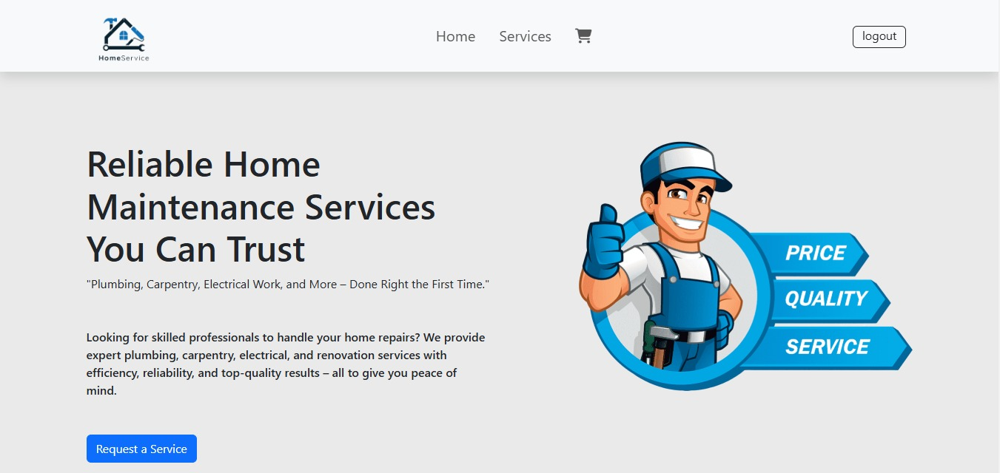 HomeService
Home
Services
logout
Reliable Home
Maintenance Services
You Can Trust
"Plumbing, Carpentry, Electrical Work, and More – Done Right the First Time."
Looking for skilled professionals to handle your home repairs? We provide
expert plumbing, carpentry, electrical, and renovation services with
efficiency, reliability, and top-quality results – all to give you peace of
mind.
Request a Service
PRICE
QUALITY
SERVICE